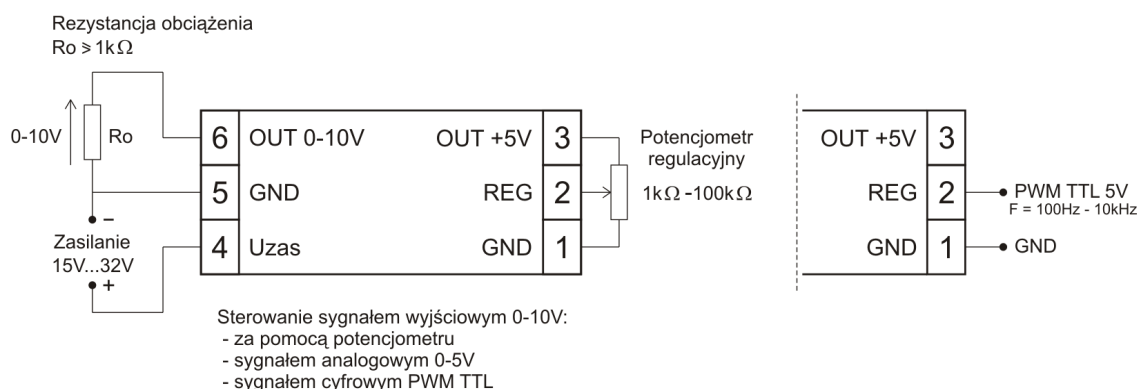 Rezystancja obciążenia
Ro ≥ 1kΩ
0-10V
Ro
Zasilanie
15V...32V
–
+
6 OUT 0-10V
5 GND
4 Uzas
OUT +5V 3
REG 2
GND 1
Potencjometr
regulacyjny
1kΩ -100kΩ
OUT +5V 3
REG 2
GND 1
PWM TTL 5V
F = 100Hz - 10kHz
GND
Sterowanie sygnałem wyjściowym 0-10V:
- za pomocą potencjometru
- sygnałem analogowym 0-5V
- sygnałem cyfrowym PWM TTL